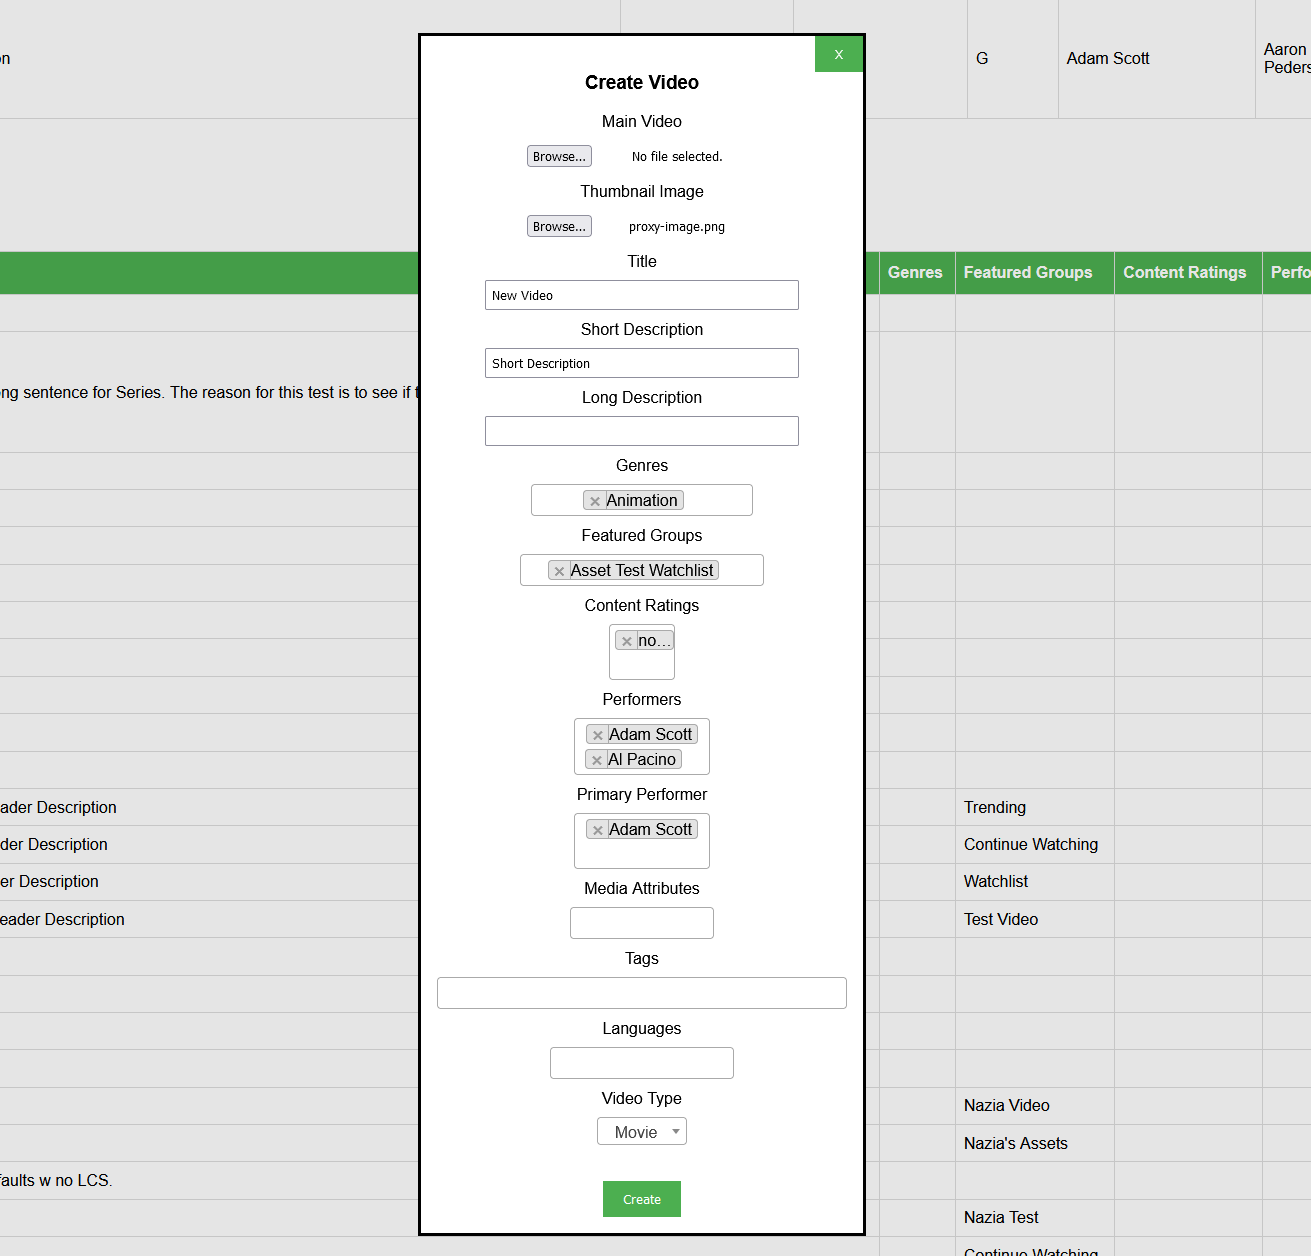 on
G
Adam Scott
Aaron
Peders
X
Create Video
Main Video
Browse... No file selected.
Thumbnail Image
Browse... proxy-image.png
Title
New Video
Short Description
Short Description
Long Description
Genres
× Animation
Featured Groups
× Asset Test Watchlist
Content Ratings
× no...
Performers
× Adam Scott
× Al Pacino
Primary Performer
× Adam Scott
Media Attributes
Tags
Languages
Video Type
Movie
Create
Genres Featured Groups Content Ratings Perfo
ng sentence for Series. The reason for this test is to see if t
ader Description Trending
der Description Continue Watching
er Description Watchlist
eader Description Test Video
Nazia Video
Nazia's Assets
faults w no LCS.
Nazia Test
Continue Watching